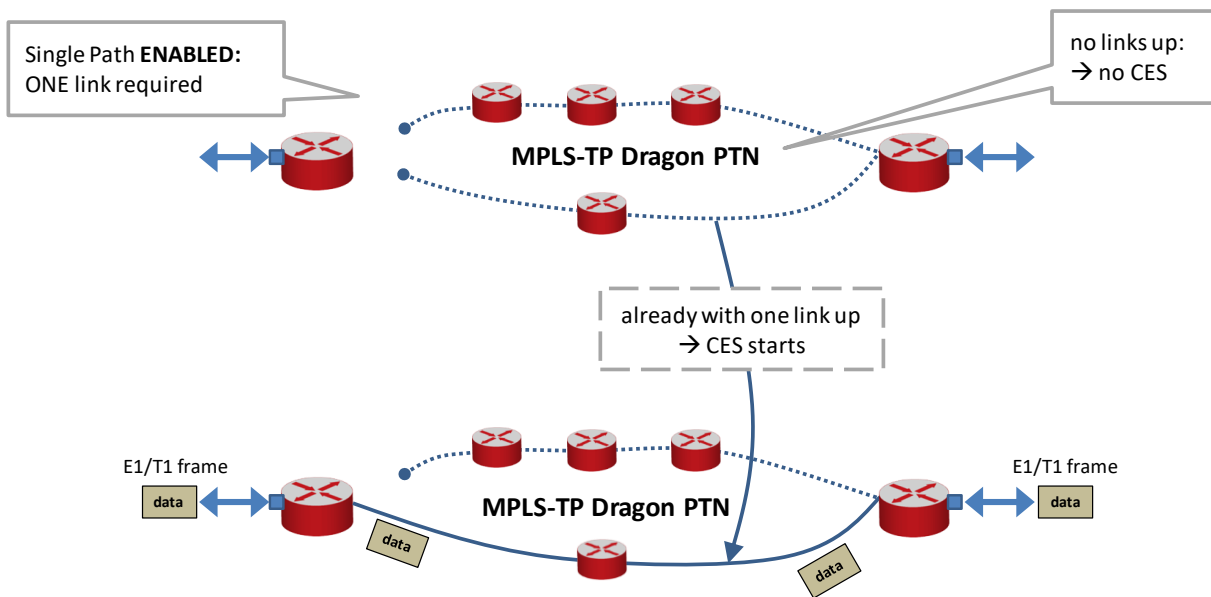 Single Path ENABLED:
ONE link required
no links up:
→ no CES
MPLS-TP Dragon PTN
already with one link up
→ CES starts
E1/T1 frame
data
MPLS-TP Dragon PTN
data
data
E1/T1 frame
data